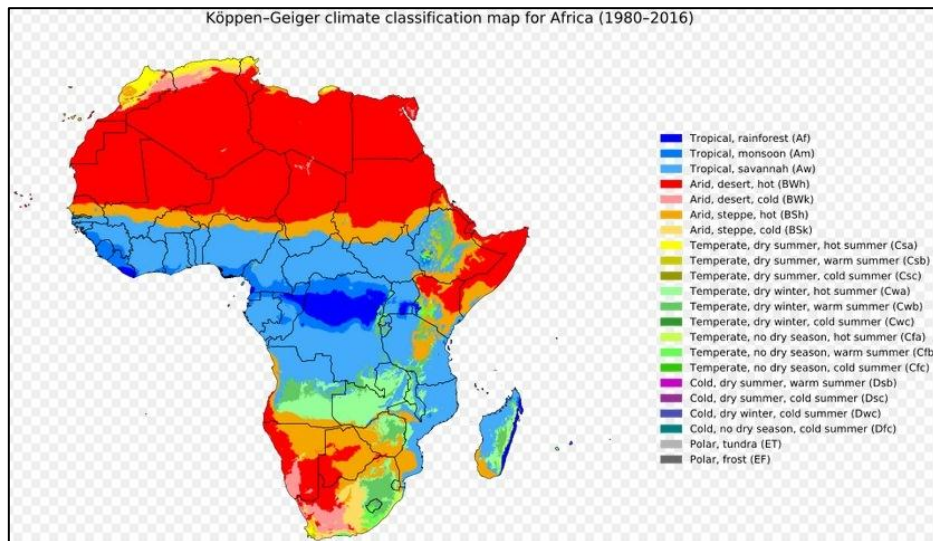 Köppen–Geiger climate classification map for Africa (1980–2016)
Tropical, rainforest (Af)
Tropical, monsoon (Am)
Tropical, savannah (Aw)
Arid, desert, hot (BWh)
Arid, desert, cold (BWk)
Arid, steppe, hot (BSh)
Arid, steppe, cold (BSk)
Temperate, dry summer, hot summer (Csa)
Temperate, dry summer, warm summer (Csb)
Temperate, dry summer, cold summer (Csc)
Temperate, dry winter, hot summer (Cwa)
Temperate, dry winter, warm summer (Cwb)
Temperate, dry winter, cold summer (Cwc)
Temperate, no dry season, hot summer (Cfa)
Temperate, no dry season, warm summer (Cfb
Temperate, no dry season, cold summer (Cfc)
Cold, dry summer, warm summer (Dsb)
Cold, dry summer, cold summer (Dsc)
Cold, dry winter, cold summer (Dwc)
Cold, no dry season, cold summer (Dfc)
Polar, tundra (ET)
Polar, frost (EF)